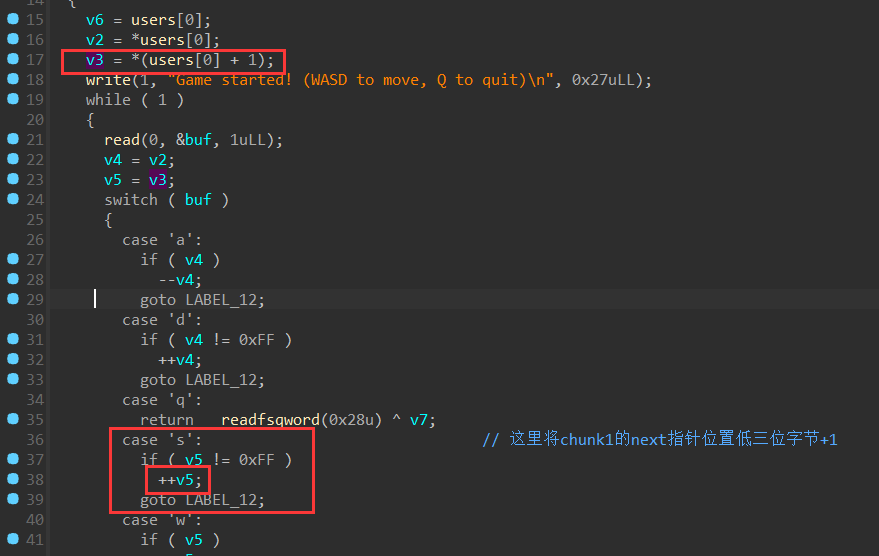 14 {
15 v6 = users[0];
16 v2 = *users[0];
17 v3 = *(users[0] + 1);
18 write(1, "Game started! (WASD to move, Q to quit)\n", 0x27uLL);
19 while ( 1 )
20 {
21 read(0, &buf, 1uLL);
22 v4 = v2;
23 v5 = v3;
24 switch ( buf )
25 {
26 case 'a':
27 if ( v4 )
28 --v4;
29 goto LABEL_12;
30 case 'd':
31 if ( v4 != 0xFF )
32 ++v4;
33 goto LABEL_12;
34 case 'q':
35 return __readfsqword(0x28u) ^ v7;
36 case 's': // 这里将chunk1的next指针位置低三位字节+1
37 if ( v5 != 0xFF )
38 ++v5;
39 goto LABEL_12;
40 case 'w':
41 if ( v5 )